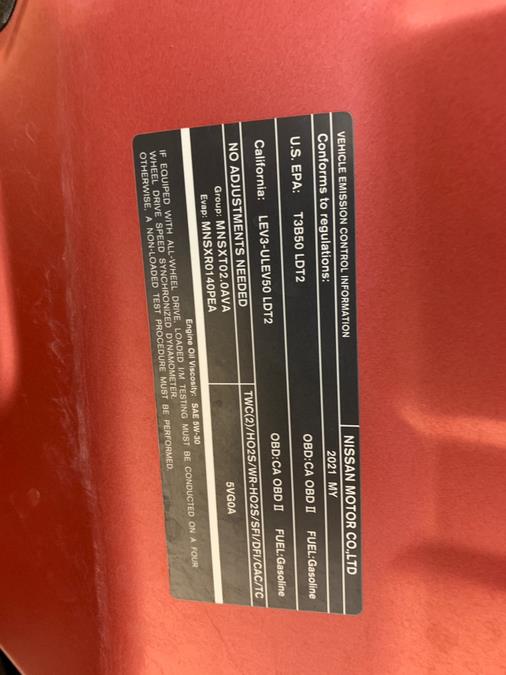 VEHICLE EMISSION CONTROL INFORMATION NISSAN MOTOR CO.,LTD
Conforms to regulations: 2021 MY
U.S. EPA: T3B50 LDT2 OBD:CA OBD II FUEL:Gasoline
California: LEV3-ULEV50 LDT2 OBD:CA OBD II FUEL:Gasoline
NO ADJUSTMENTS NEEDED TWC(2)/HO2S/WR-HO2S/SFI/DFI/CAC/TC
Group: MNSXT02.0AVA 5VG0A
Evap: MNSXR0140PEA
Engine Oil Viscosity: SAE 5W-30
IF EQUIPED WITH ALL-WHEEL DRIVE, LOADED I/M TESTING MUST BE CONDUCTED ON A FOUR
WHEEL DRIVE SPEED SYNCHRONIZED DYNAMOMETER.
OTHERWISE, A NON-LOADED TEST PROCEDURE MUST BE PERFORMED.